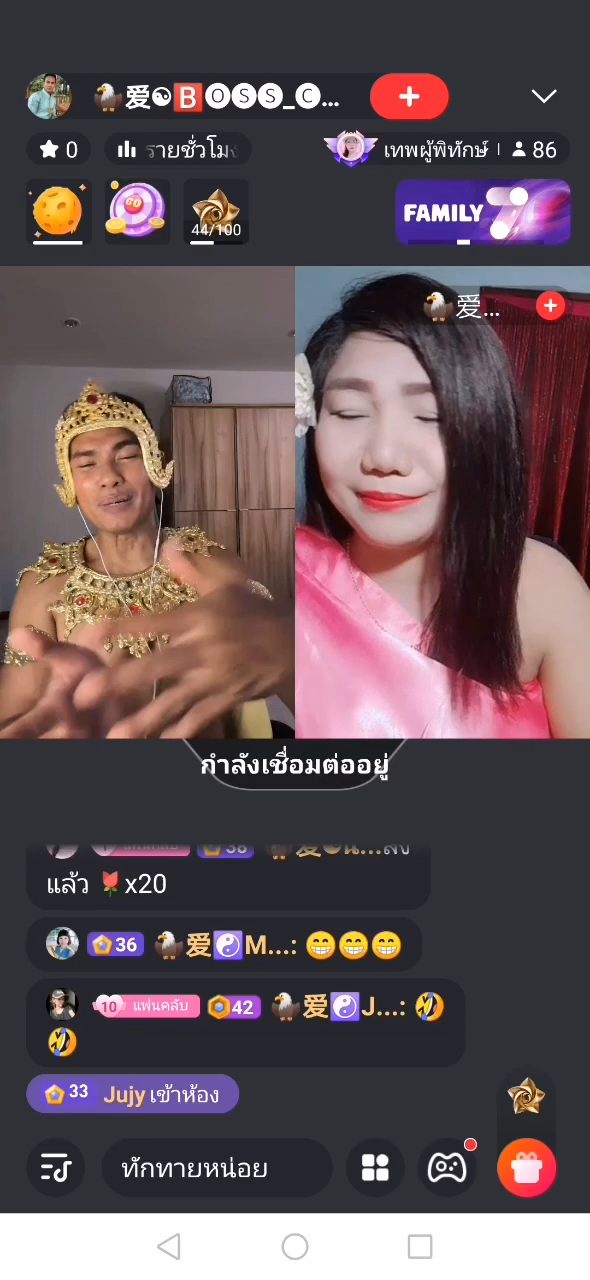 🦅爱☯🅱🅞🅢🅢_🅒...
0
รายชั่วโมง
เทพผู้พิทักษ์ | 86
GO
44/100
FAMILY 7
🦅爱...
กำลังเชื่อมต่ออยู่
38
แล้ว 🌷x20
36 🦅爱☯M...: 😁😁😁
10 แฟนคลับ 42 🦅爱☯J...: 🤣
🤣
33 Jujy เข้าห้อง
ทักทายหน่อย